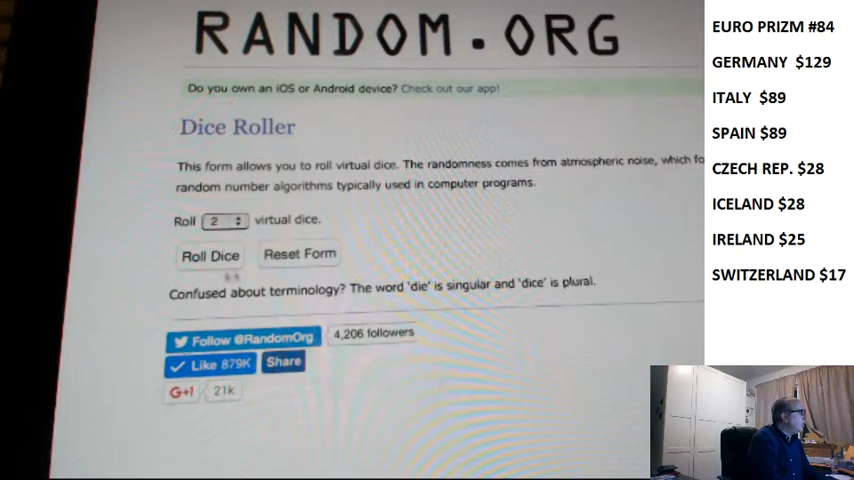 RANDOM.ORG
Do you own an iOS or Android device? Check out our app!
Dice Roller
This form allows you to roll virtual dice. The randomness comes from atmospheric noise, which fo
random number algorithms typically used in computer programs.
Roll 2 virtual dice.
Roll Dice Reset Form
Confused about terminology? The word 'die' is singular and 'dice' is plural.
Follow @RandomOrg 4,206 followers
Like 879K Share
G+1 21k
EURO PRIZM #84
GERMANY $129
ITALY $89
SPAIN $89
CZECH REP. $28
ICELAND $28
IRELAND $25
SWITZERLAND $17